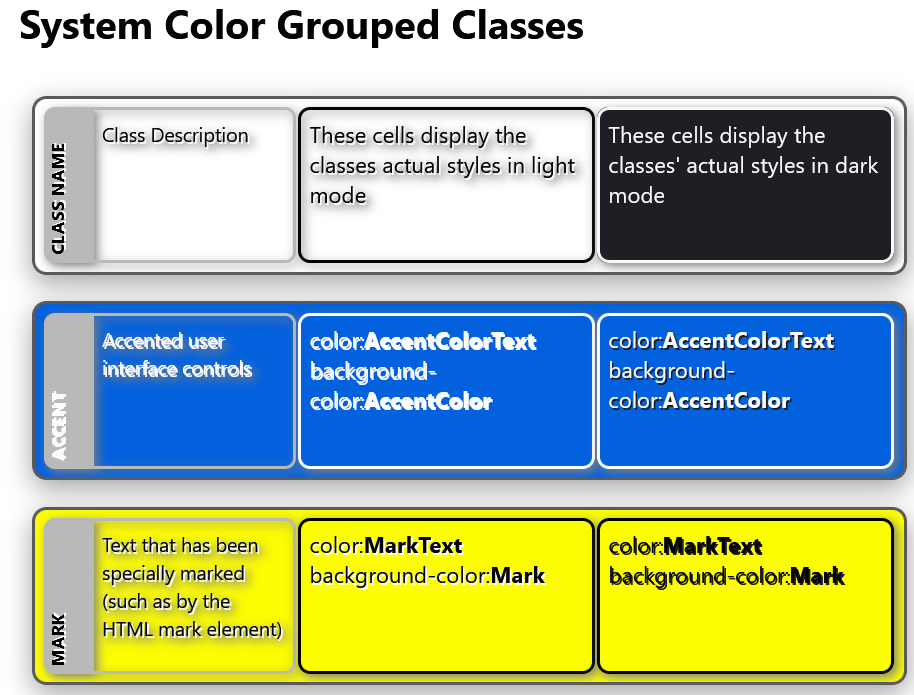 System Color Grouped Classes
CLASS NAME
Class Description
These cells display the
classes actual styles in light
mode
These cells display the
classes' actual styles in dark
mode
ACCENT
Accented user
interface controls
color:AccentColorText
background-
color:AccentColor
color:AccentColorText
background-
color:AccentColor
MARK
Text that has been
specially marked
(such as by the
HTML mark element)
color:MarkText
background-color:Mark
color:MarkText
background-color:Mark